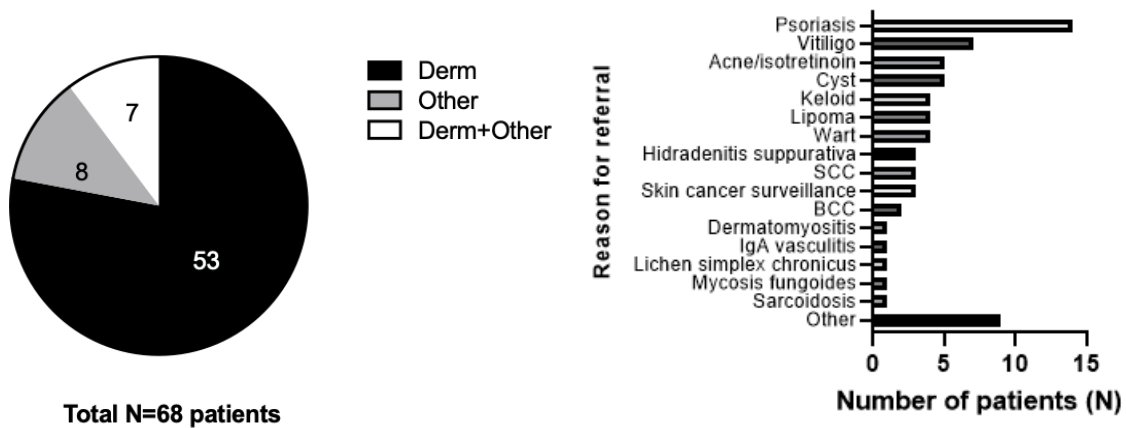 7
8
53
Derm
Other
Derm+Other
Total N=68 patients
Reason for referral
Psoriasis
Vitiligo
Acne/isotretinoin
Cyst
Keloid
Lipoma
Wart
Hidradenitis suppurativa
SCC
Skin cancer surveillance
BCC
Dermatomyositis
IgA vasculitis
Lichen simplex chronicus
Mycosis fungoides
Sarcoidosis
Other
0 5 10 15
Number of patients (N)